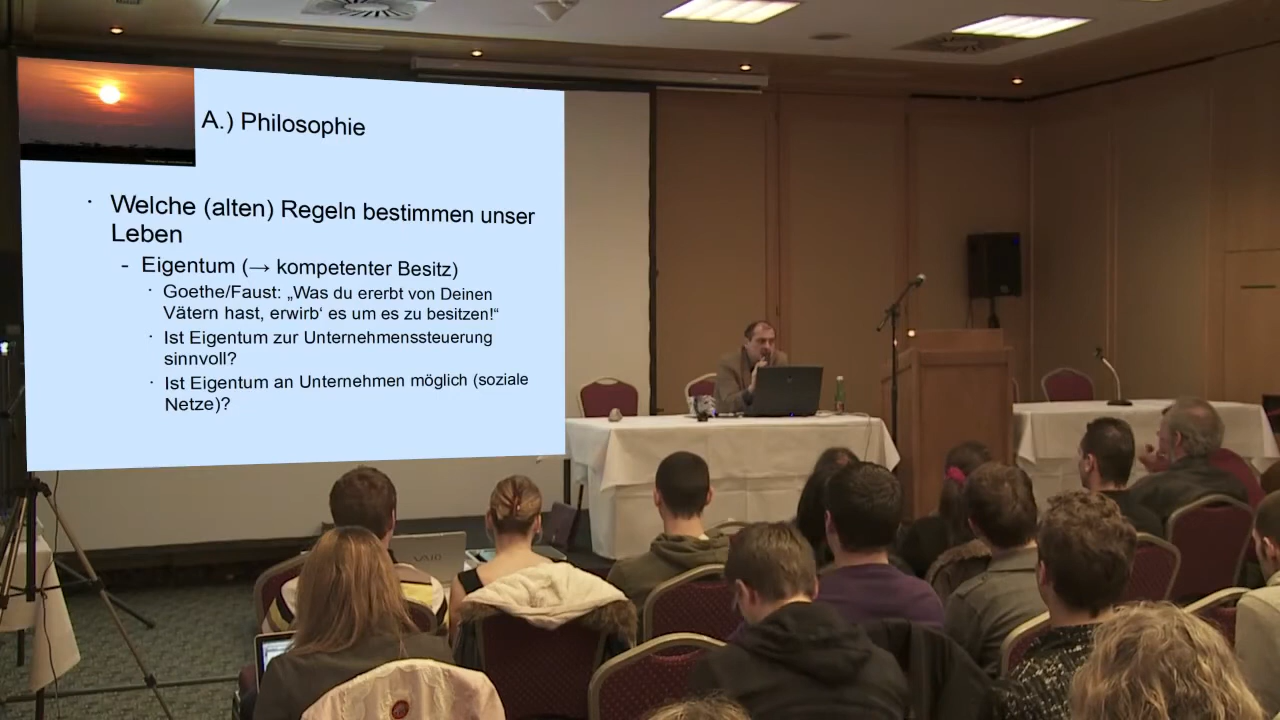 A.) Philosophie
· Welche (alten) Regeln bestimmen unser
Leben
- Eigentum (→ kompetenter Besitz)
· Goethe/Faust: „Was du ererbt von Deinen
Vätern hast, erwirb‘ es um es zu besitzen!“
· Ist Eigentum zur Unternehmenssteuerung
sinnvoll?
· Ist Eigentum an Unternehmen möglich (soziale
Netze)?
VAIO